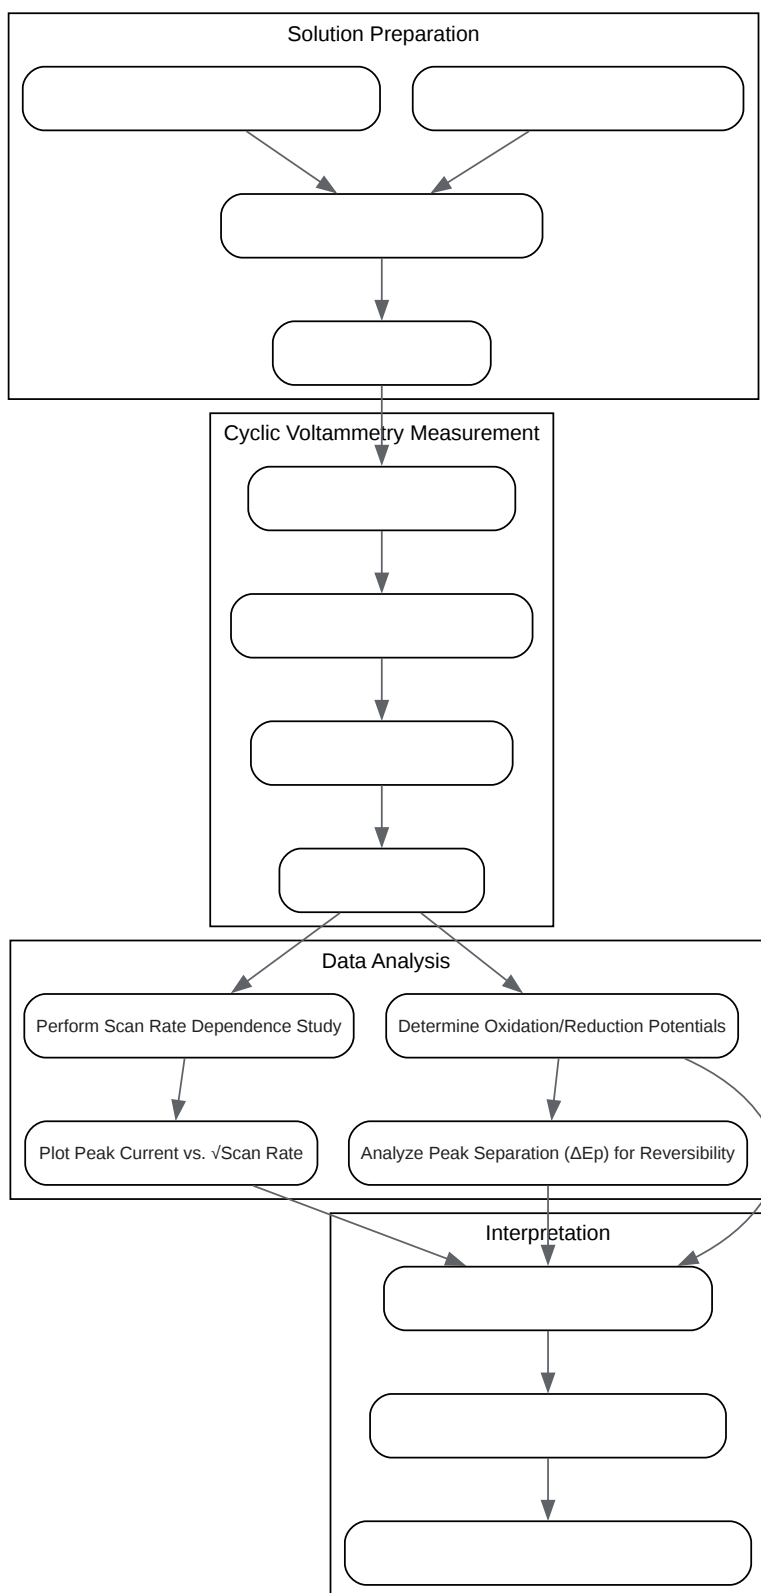 Solution Preparation
Cyclic Voltammetry Measurement
Data Analysis
Perform Scan Rate Dependence Study
Determine Oxidation/Reduction Potentials
Plot Peak Current vs. √Scan Rate
Analyze Peak Separation (ΔEp) for Reversibility
Interpretation